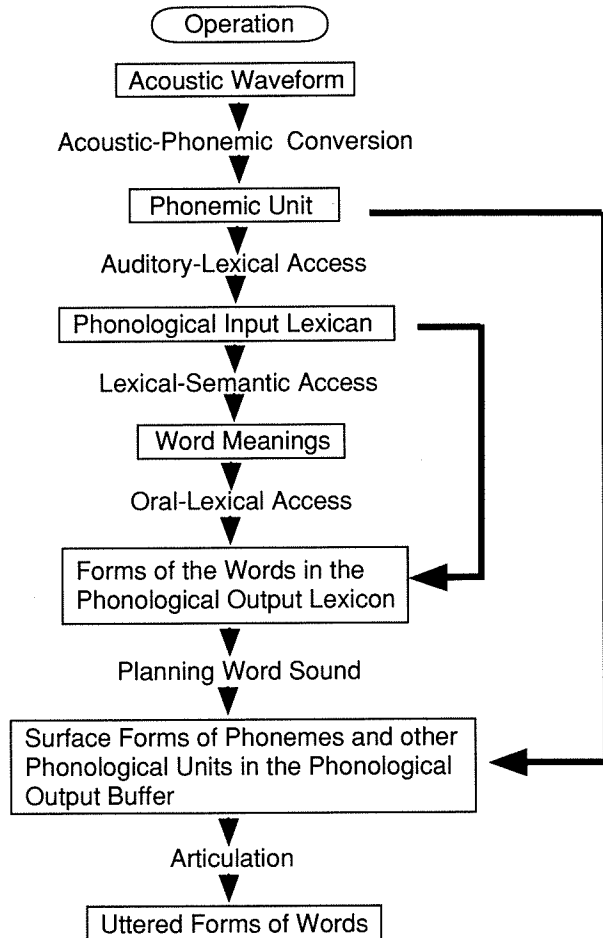 Operation
Acoustic Waveform
Acoustic-Phonemic Conversion
Phonemic Unit
Auditory-Lexical Access
Phonological Input Lexican
Lexical-Semantic Access
Word Meanings
Oral-Lexical Access
Forms of the Words in the
Phonological Output Lexicon
Planning Word Sound
Surface Forms of Phonemes and other
Phonological Units in the Phonological
Output Buffer
Articulation
Uttered Forms of Words